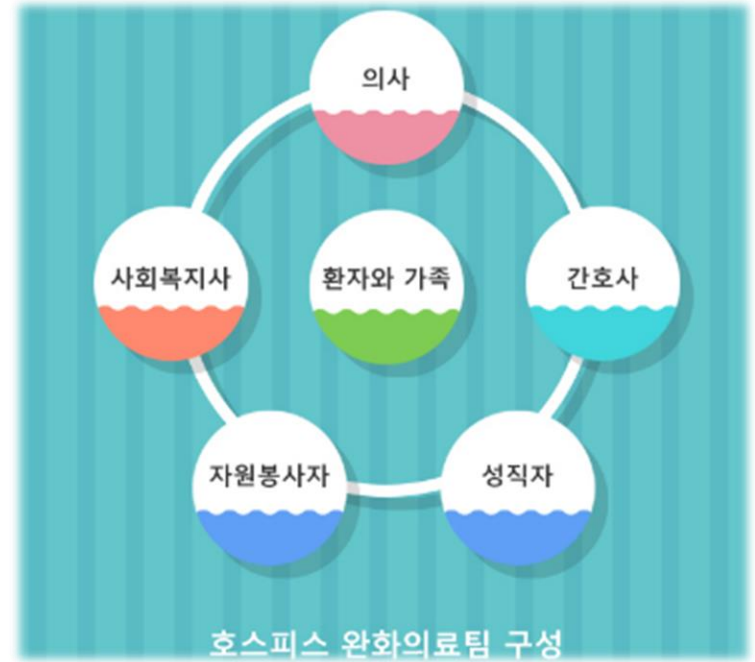 의사
사회복지사
환자와 가족
간호사
자원봉사자
성직자
호스피스 완화의료팀 구성